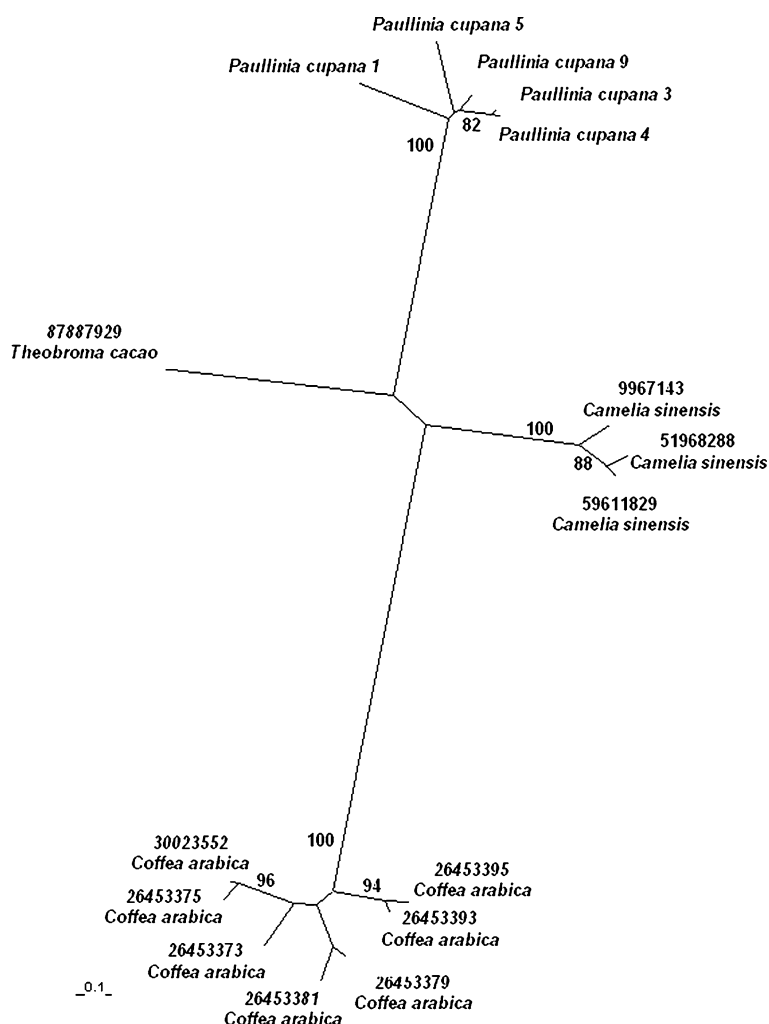 Paullinia cupana 5
Paullinia cupana 1
Paullinia cupana 9
Paullinia cupana 3
82
Paullinia cupana 4
100
87887929
Theobroma cacao
9967143
Camelia sinensis
100
51968288
Camelia sinensis
88
59611829
Camelia sinensis
100
30023552
Coffea arabica
96
94
26453395
Coffea arabica
26453375
Coffea arabica
26453393
Coffea arabica
26453373
Coffea arabica
26453379
Coffea arabica
26453381
Coffea arabica
_0.1_